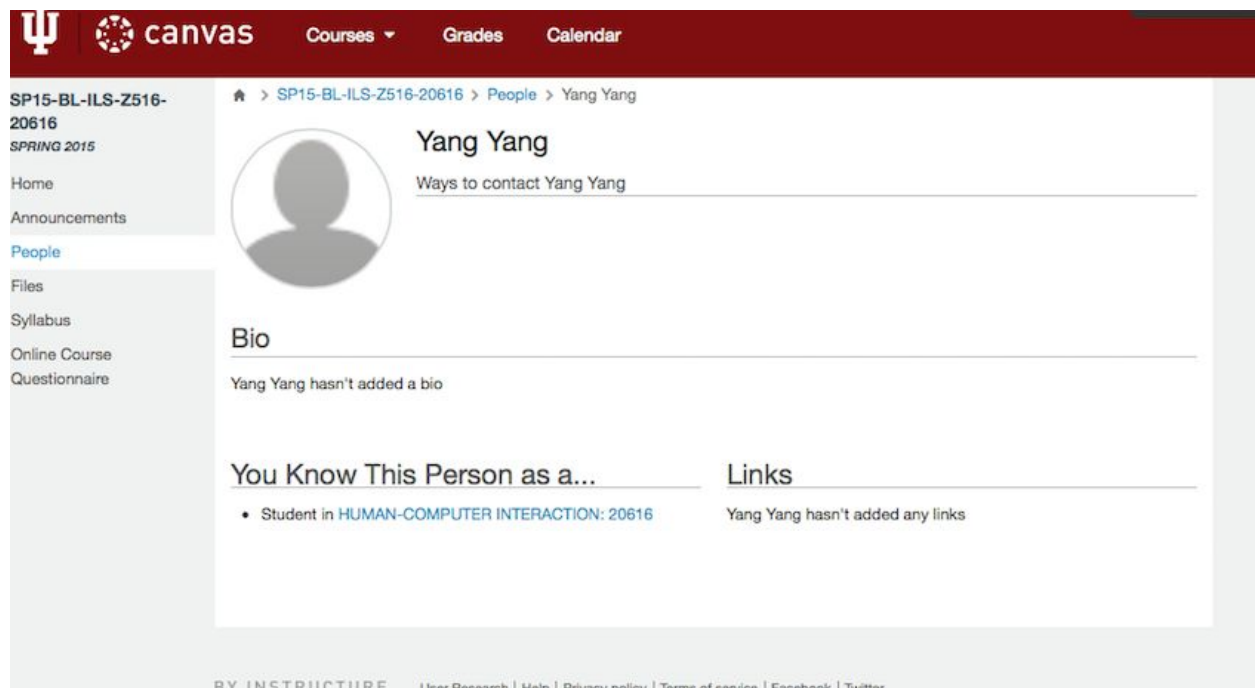 Ψ canvas Courses Grades Calendar
SP15-BL-ILS-Z516-
20616
SPRING 2015
Home
Announcements
People
Files
Syllabus
Online Course
Questionnaire
> SP15-BL-ILS-Z516-20616 > People > Yang Yang
Yang Yang
Ways to contact Yang Yang
Bio
Yang Yang hasn't added a bio
You Know This Person as a...
• Student in HUMAN-COMPUTER INTERACTION: 20616
Links
Yang Yang hasn't added any links
BY INSTRUCTURE User Research | Help | Privacy policy | Terms of service | Facebook | Twitter